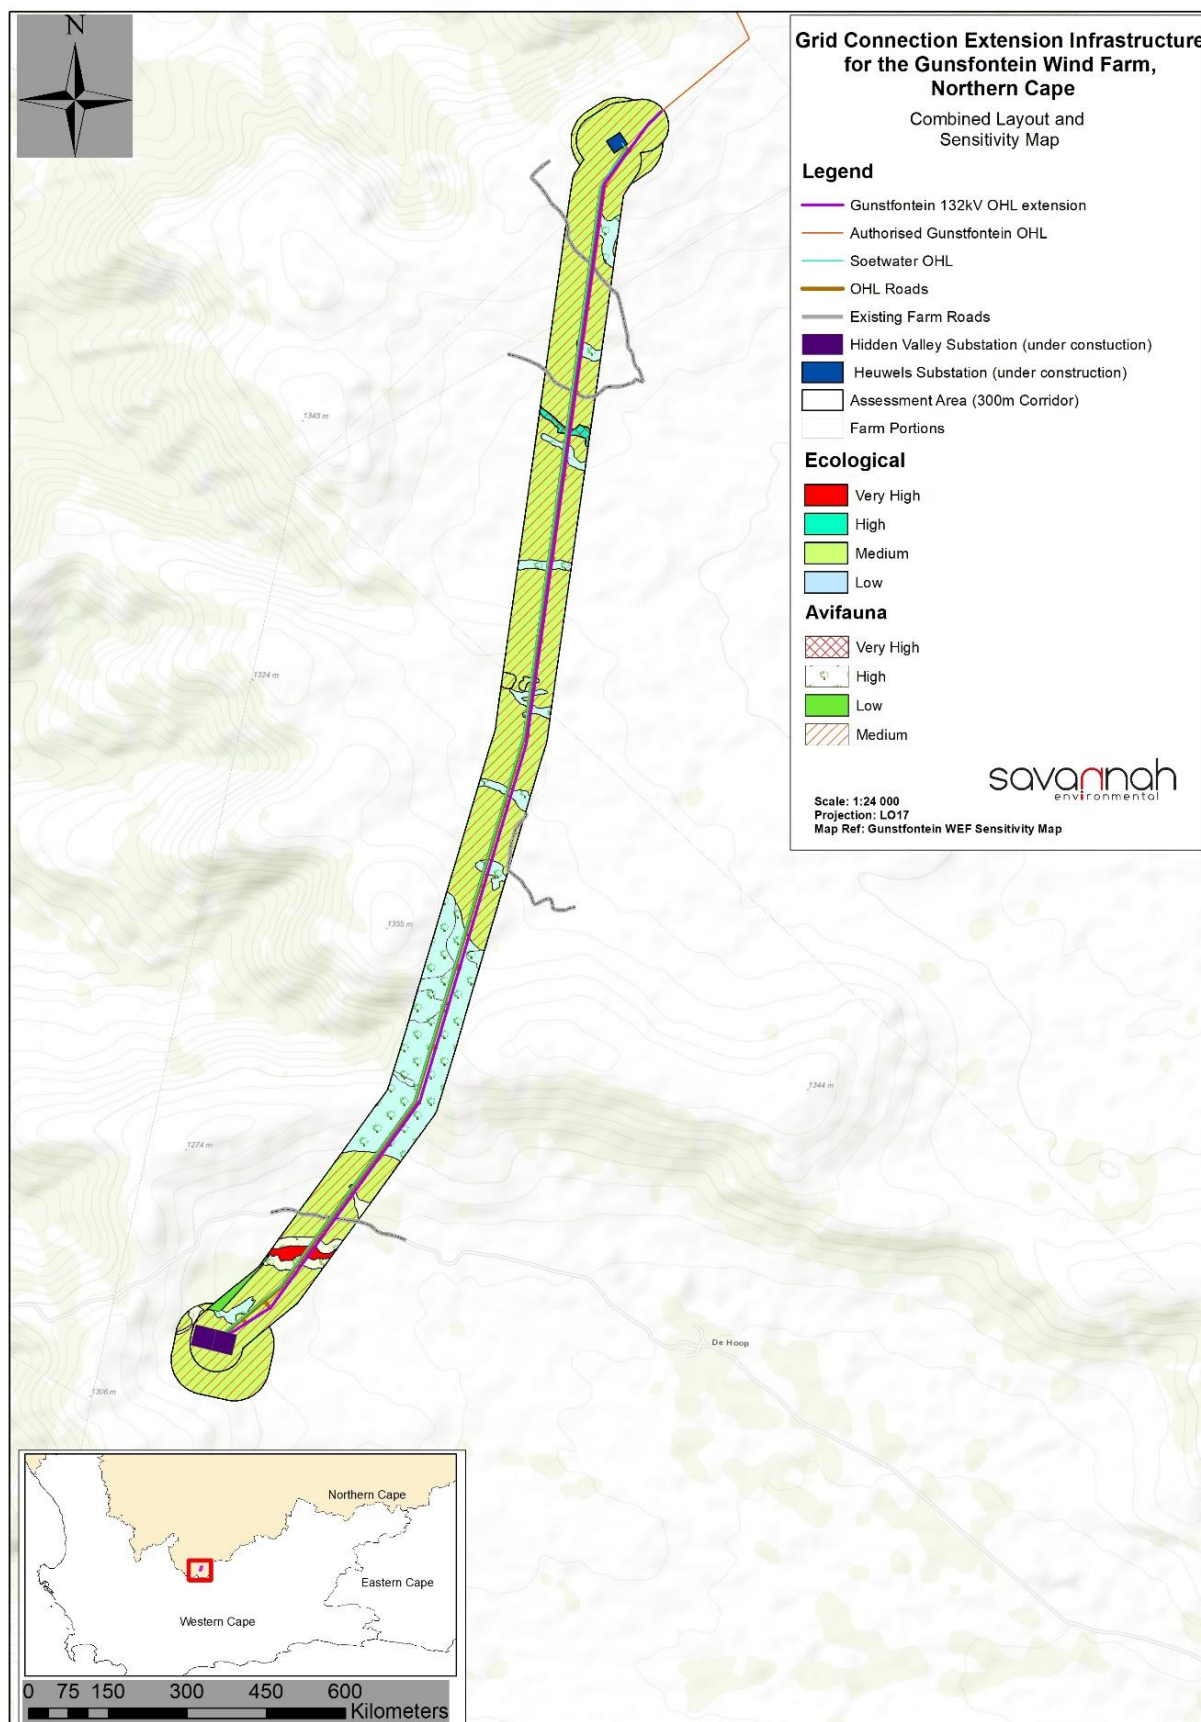 N
Grid Connection Extension Infrastructure
for the Gunsfontein Wind Farm,
Northern Cape
Combined Layout and
Sensitivity Map
Legend
Gunstfontein 132kV OHL extension
Authorised Gunstfontein OHL
Soetwater OHL
OHL Roads
Existing Farm Roads
Hidden Valley Substation (under constuction)
Heuwels Substation (under construction)
Assessment Area (300m Corridor)
Farm Portions
Ecological
Very High
High
Medium
Low
Avifauna
Very High
High
Low
Medium
savannah
environmental
Scale: 1:24 000
Projection: LO17
Map Ref: Gunstfontein WEF Sensitivity Map
1345 m
1324 m
1355 m
1344 m
1274 m
De Hoop
1306 m
Northern Cape
Eastern Cape
Western Cape
0 75 150 300 450 600
Kilometers